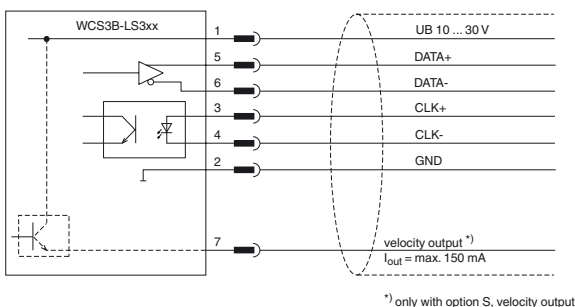 WCS3B-LS3xx
1 UB 10 ... 30 V
5 DATA+
6 DATA-
3 CLK+
4 CLK-
2 GND
7 velocity output *)
Iout = max. 150 mA
*) only with option S, velocity output